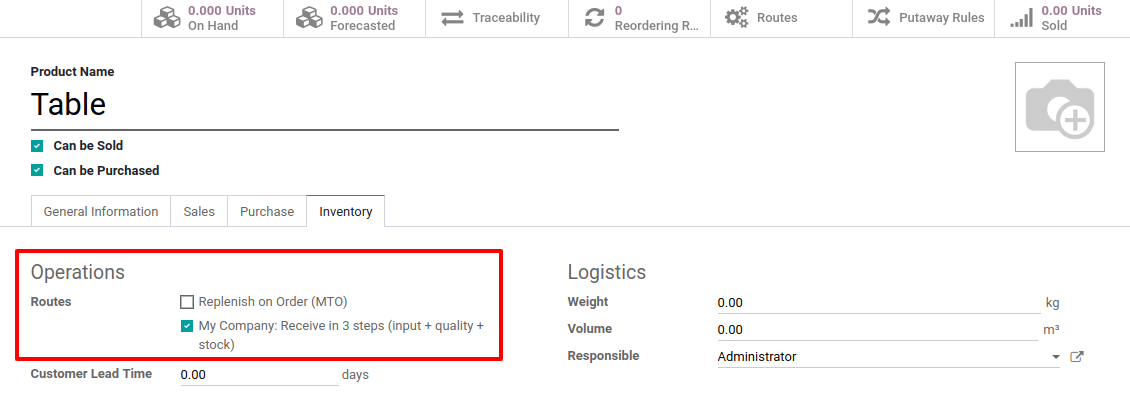 0.000 Units
On Hand
0.000 Units
Forecasted
Traceability
0
Reordering R...
Routes
Putaway Rules
0.00 Units
Sold
Product Name
Table
Can be Sold
Can be Purchased
General Information
Sales
Purchase
Inventory
Operations
Routes
Replenish on Order (MTO)
My Company: Receive in 3 steps (input + quality +
stock)
Customer Lead Time
0.00 days
Logistics
Weight
0.00 kg
Volume
0.00 m³
Responsible
Administrator